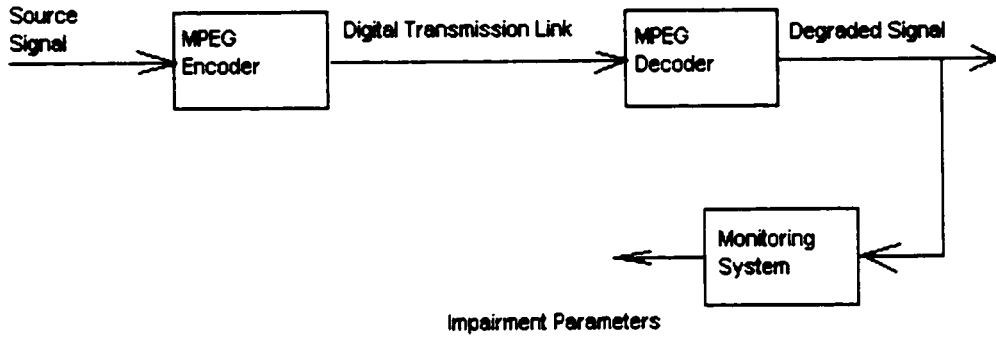 Source
Signal
MPEG
Encoder
Digital Transmission Link
MPEG
Decoder
Degraded Signal
Monitoring
System
Impairment Parameters